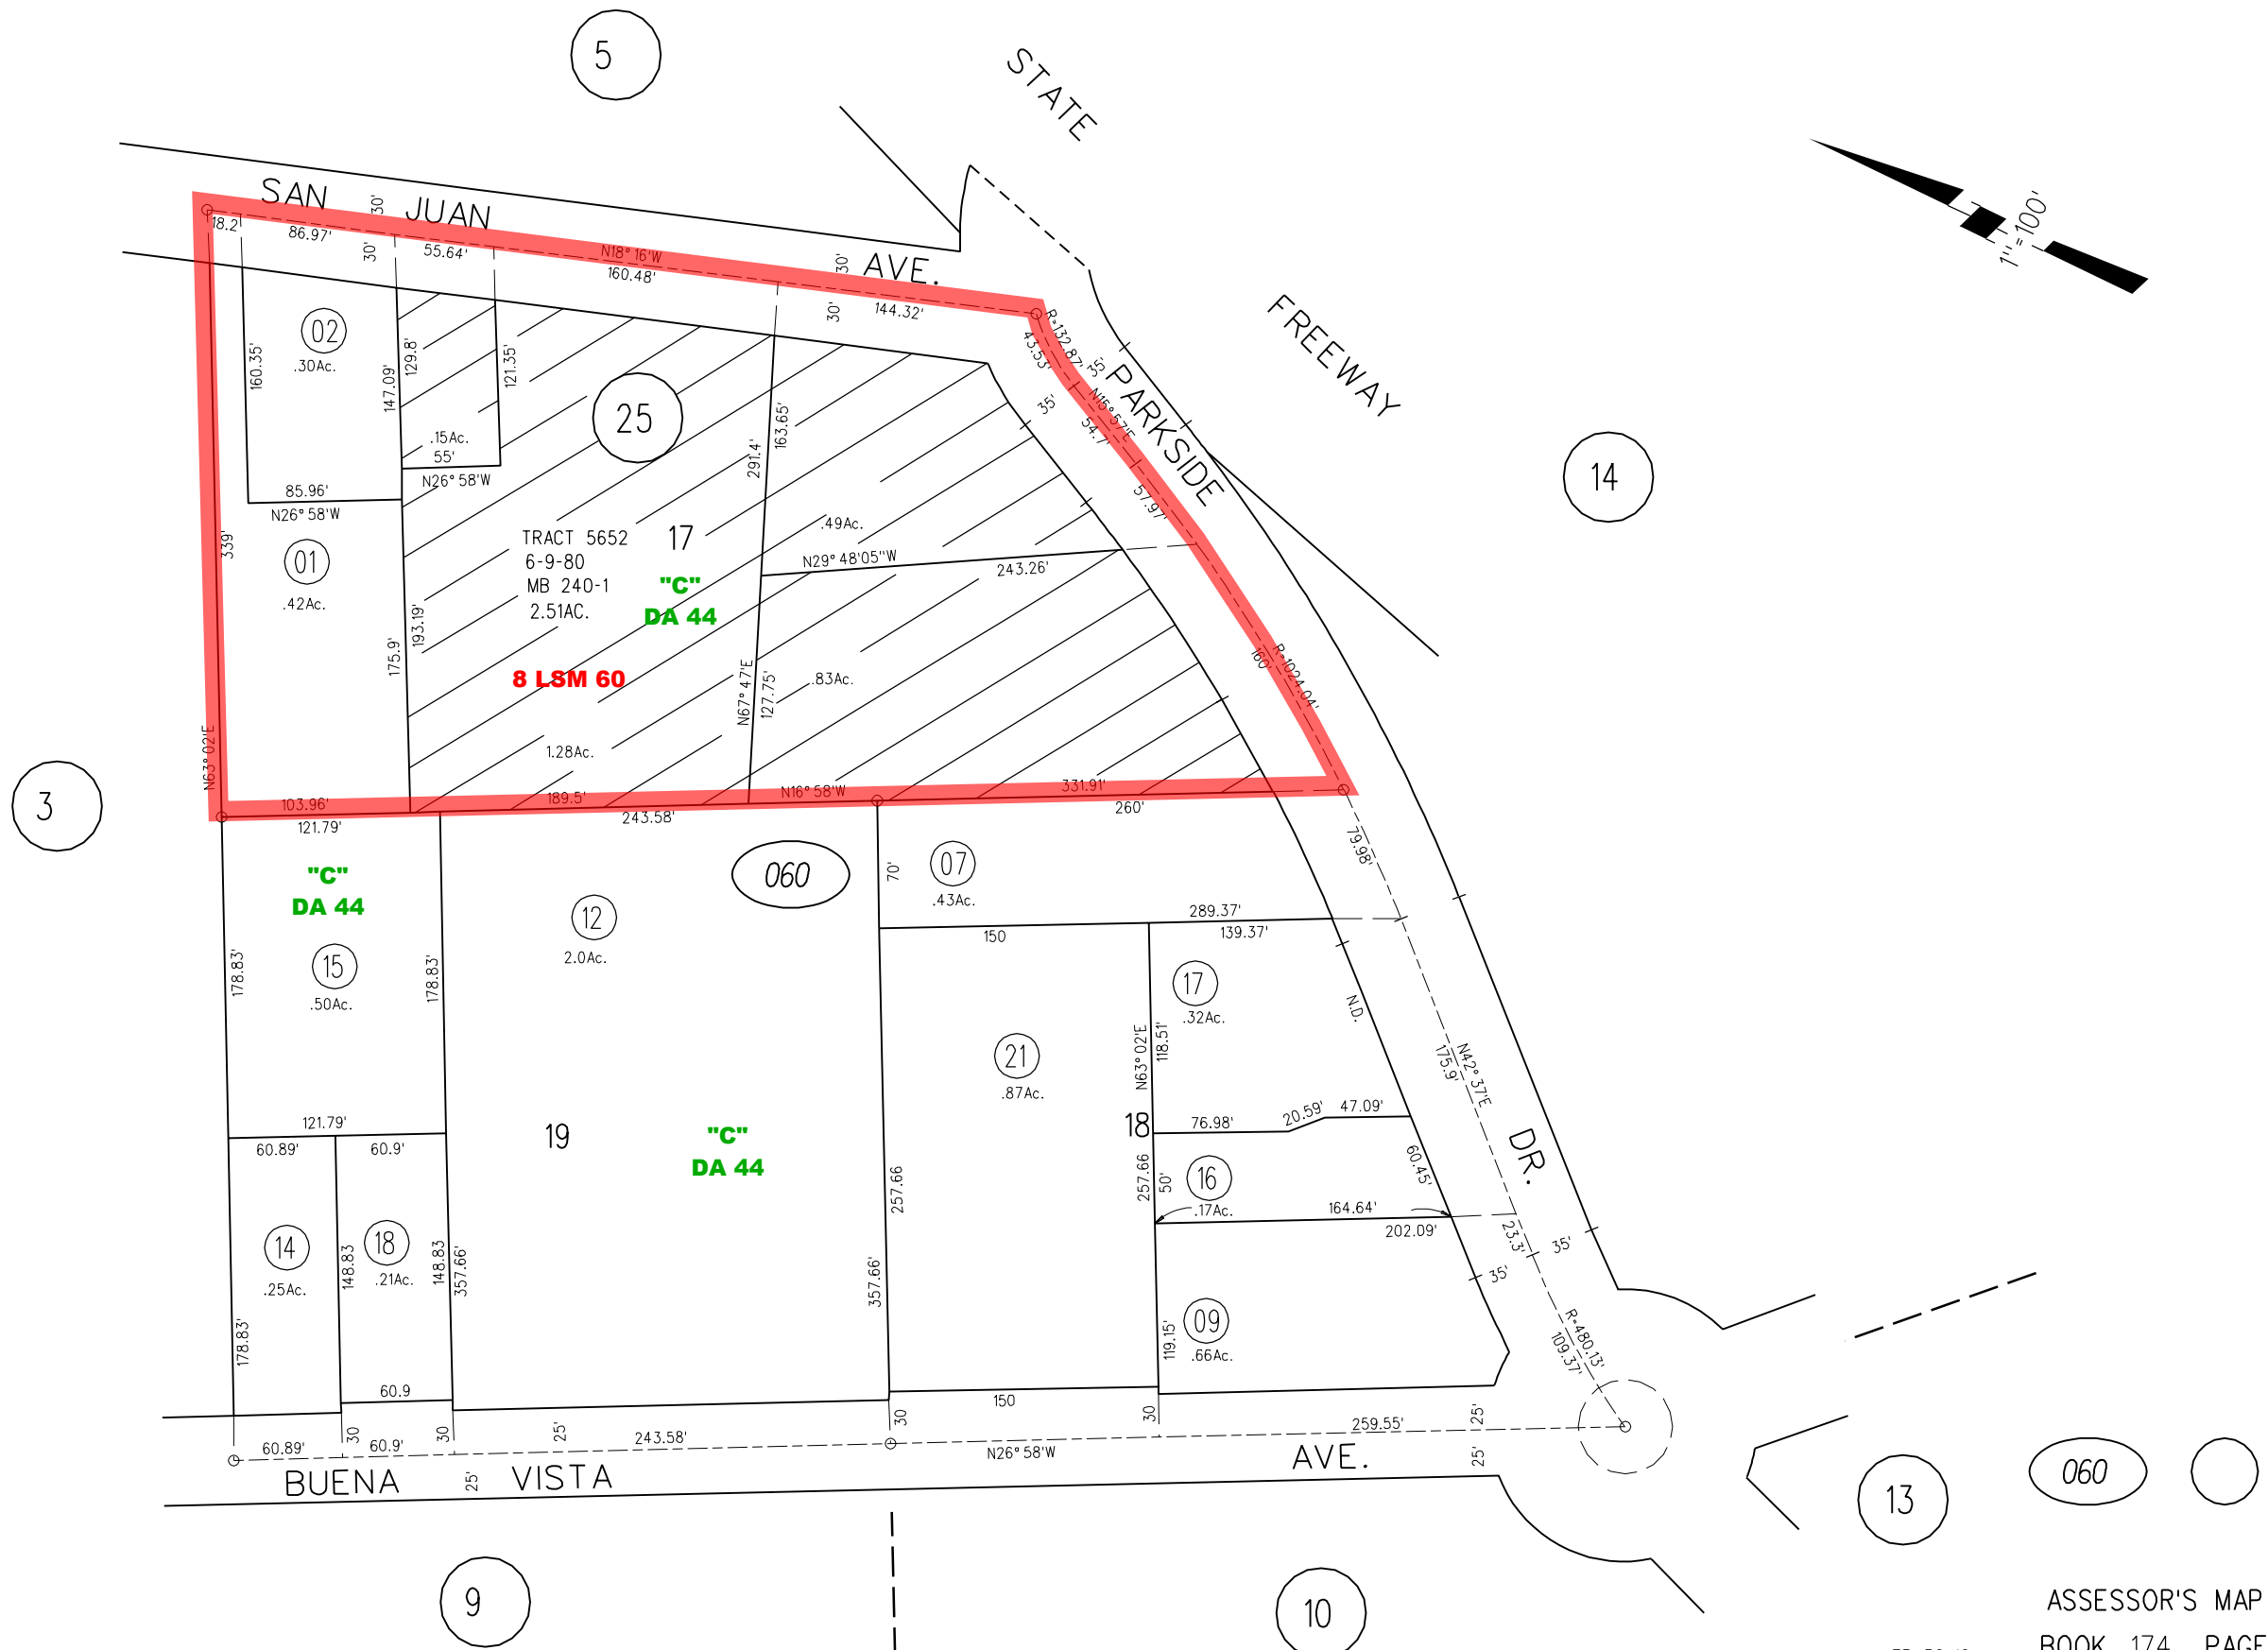 5
STATE
FREEWAY
1"=100'
SAN JUAN AVE.
30'
30'
30'
30'
18.2'
86.97'
55.64'
N18°16'W
160.48'
144.32'
R=132.87'
43.53'
35'
35'
PARKSIDE
N15°57'E
54.7'
57.97'
14
02
.30Ac.
160.35'
147.09'
129.8'
121.35'
25
.15Ac.
55'
N26°58'W
85.96'
N26°58'W
291.4'
163.65'
339'
01
.42Ac.
TRACT 5652
6-9-80
MB 240-1
2.51AC.
17
"C"
DA 44
.49Ac.
N29°48'05"W
243.26'
193.19'
175.9'
8 LSM 60
N67°47'E
127.75'
.83Ac.
R=1024.04'
160'
1.28Ac.
N63°02'E
3
103.96'
189.5'
N16°58'W
331.91'
121.79'
243.58'
260'
79.98'
"C"
DA 44
060
07
.43Ac.
70'
12
2.0Ac.
150
289.37'
139.37'
15
.50Ac.
178.83'
178.83'
17
.32Ac.
N.D.
21
.87Ac.
N63°02'E
118.51'
N42°37'E
175.9'
121.79'
60.89'
60.9'
19
"C"
DA 44
18
76.98'
20.59'
47.09'
DR.
16
.17Ac.
257.66
257.66
50'
60.45'
164.64'
202.09'
23.3'
35'
35'
14
.25Ac.
148.83
18
.21Ac.
148.83
357.66'
357.66'
178.83'
09
.66Ac.
119.15'
R=480.13'
109.37'
60.9
150
30
30
30
30
25'
25'
60.89'
60.9'
243.58'
N26°58'W
259.55'
BUENA VISTA AVE.
25'
25'
13
060
9
10
ASSESSOR'S MAP
BOOK 174 PAGE